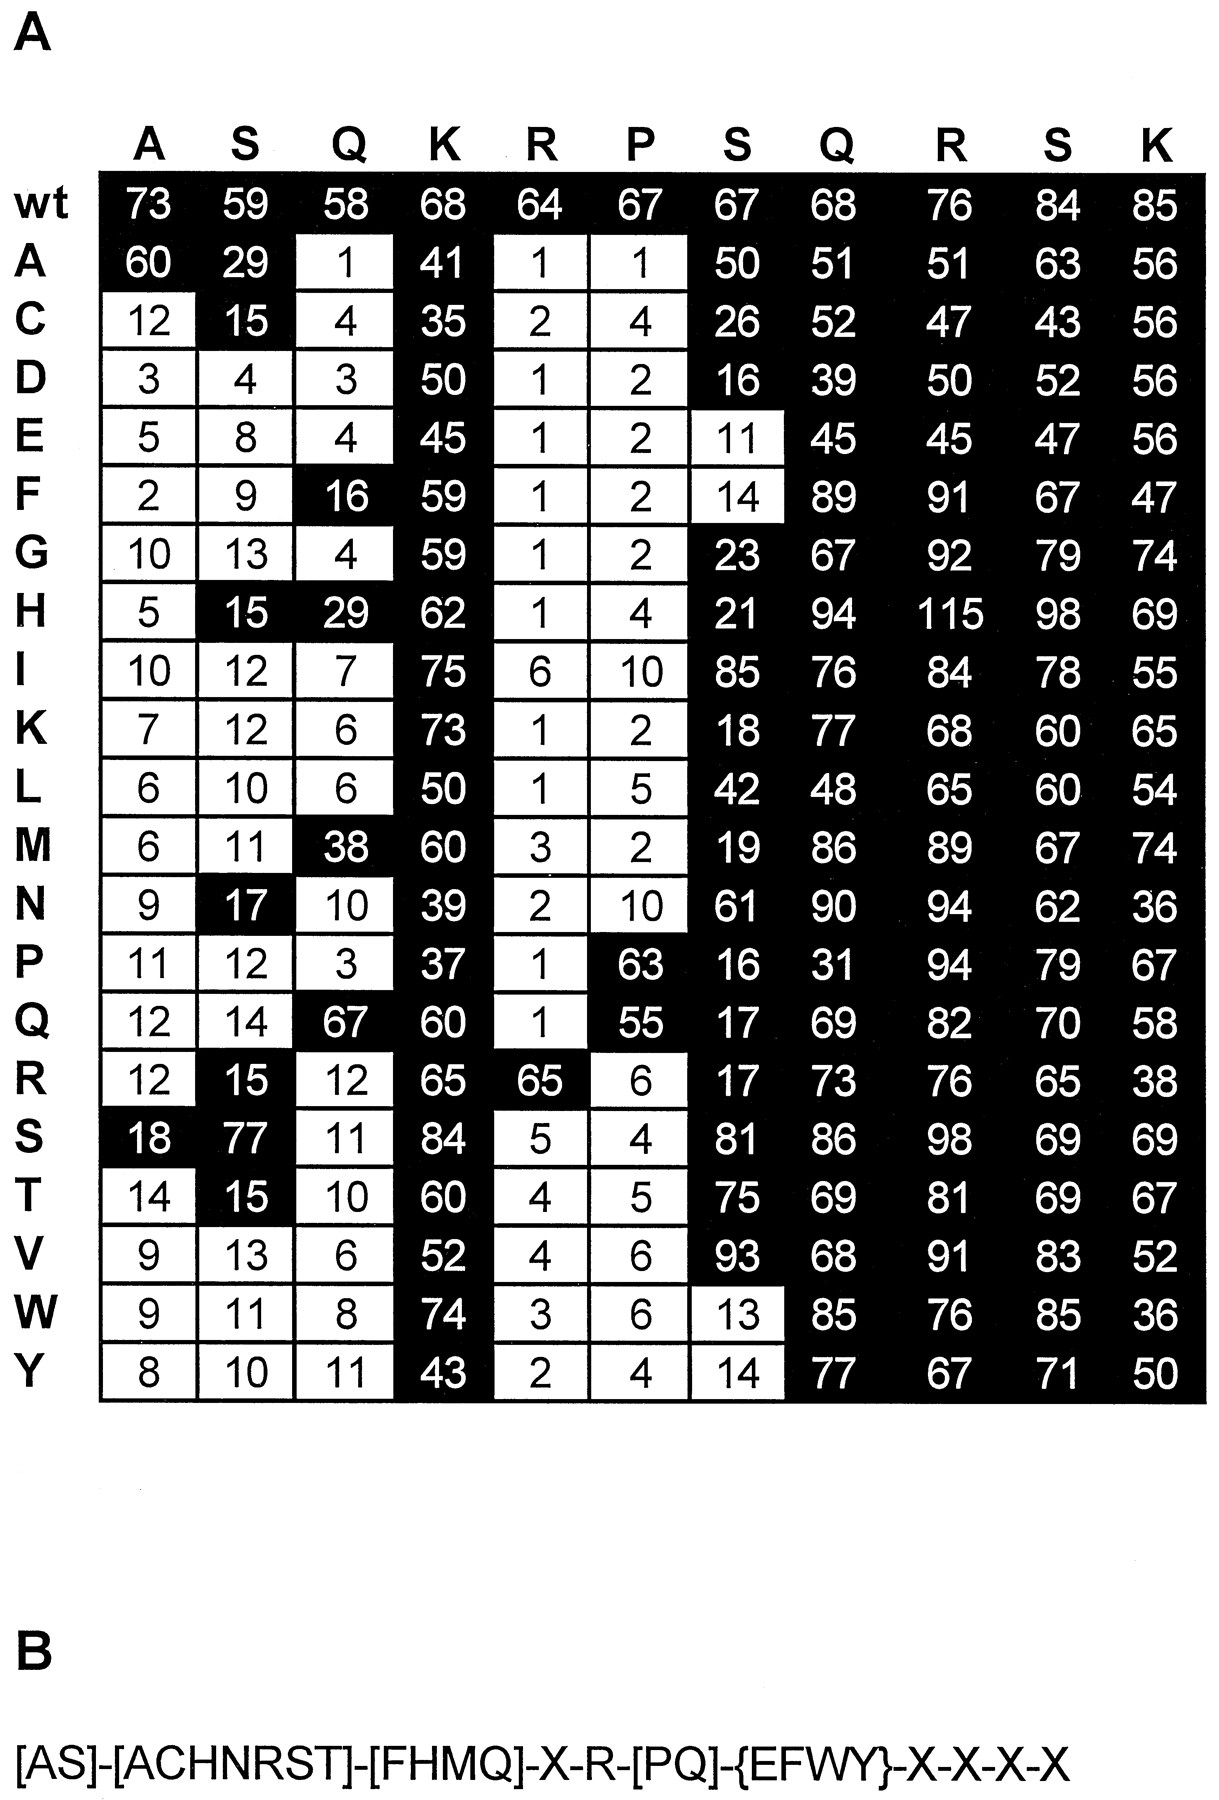 A
A S Q K R P S Q R S K
wt 73 59 58 68 64 67 67 68 76 84 85
A 60 29 1 41 1 1 50 51 51 63 56
C 12 15 4 35 2 4 26 52 47 43 56
D 3 4 3 50 1 2 16 39 50 52 56
E 5 8 4 45 1 2 11 45 45 47 56
F 2 9 16 59 1 2 14 89 91 67 47
G 10 13 4 59 1 2 23 67 92 79 74
H 5 15 29 62 1 4 21 94 115 98 69
I 10 12 7 75 6 10 85 76 84 78 55
K 7 12 6 73 1 2 18 77 68 60 65
L 6 10 6 50 1 5 42 48 65 60 54
M 6 11 38 60 3 2 19 86 89 67 74
N 9 17 10 39 2 10 61 90 94 62 36
P 11 12 3 37 1 63 16 31 94 79 67
Q 12 14 67 60 1 55 17 69 82 70 58
R 12 15 12 65 65 6 17 73 76 65 38
S 18 77 11 84 5 4 81 86 98 69 69
T 14 15 10 60 4 5 75 69 81 69 67
V 9 13 6 52 4 6 93 68 91 83 52
W 9 11 8 74 3 6 13 85 76 85 36
Y 8 10 11 43 2 4 14 77 67 71 50
B
[AS]-[ACHNRST]-[FHMQ]-X-R-[PQ]-{EFWY}-X-X-X-X